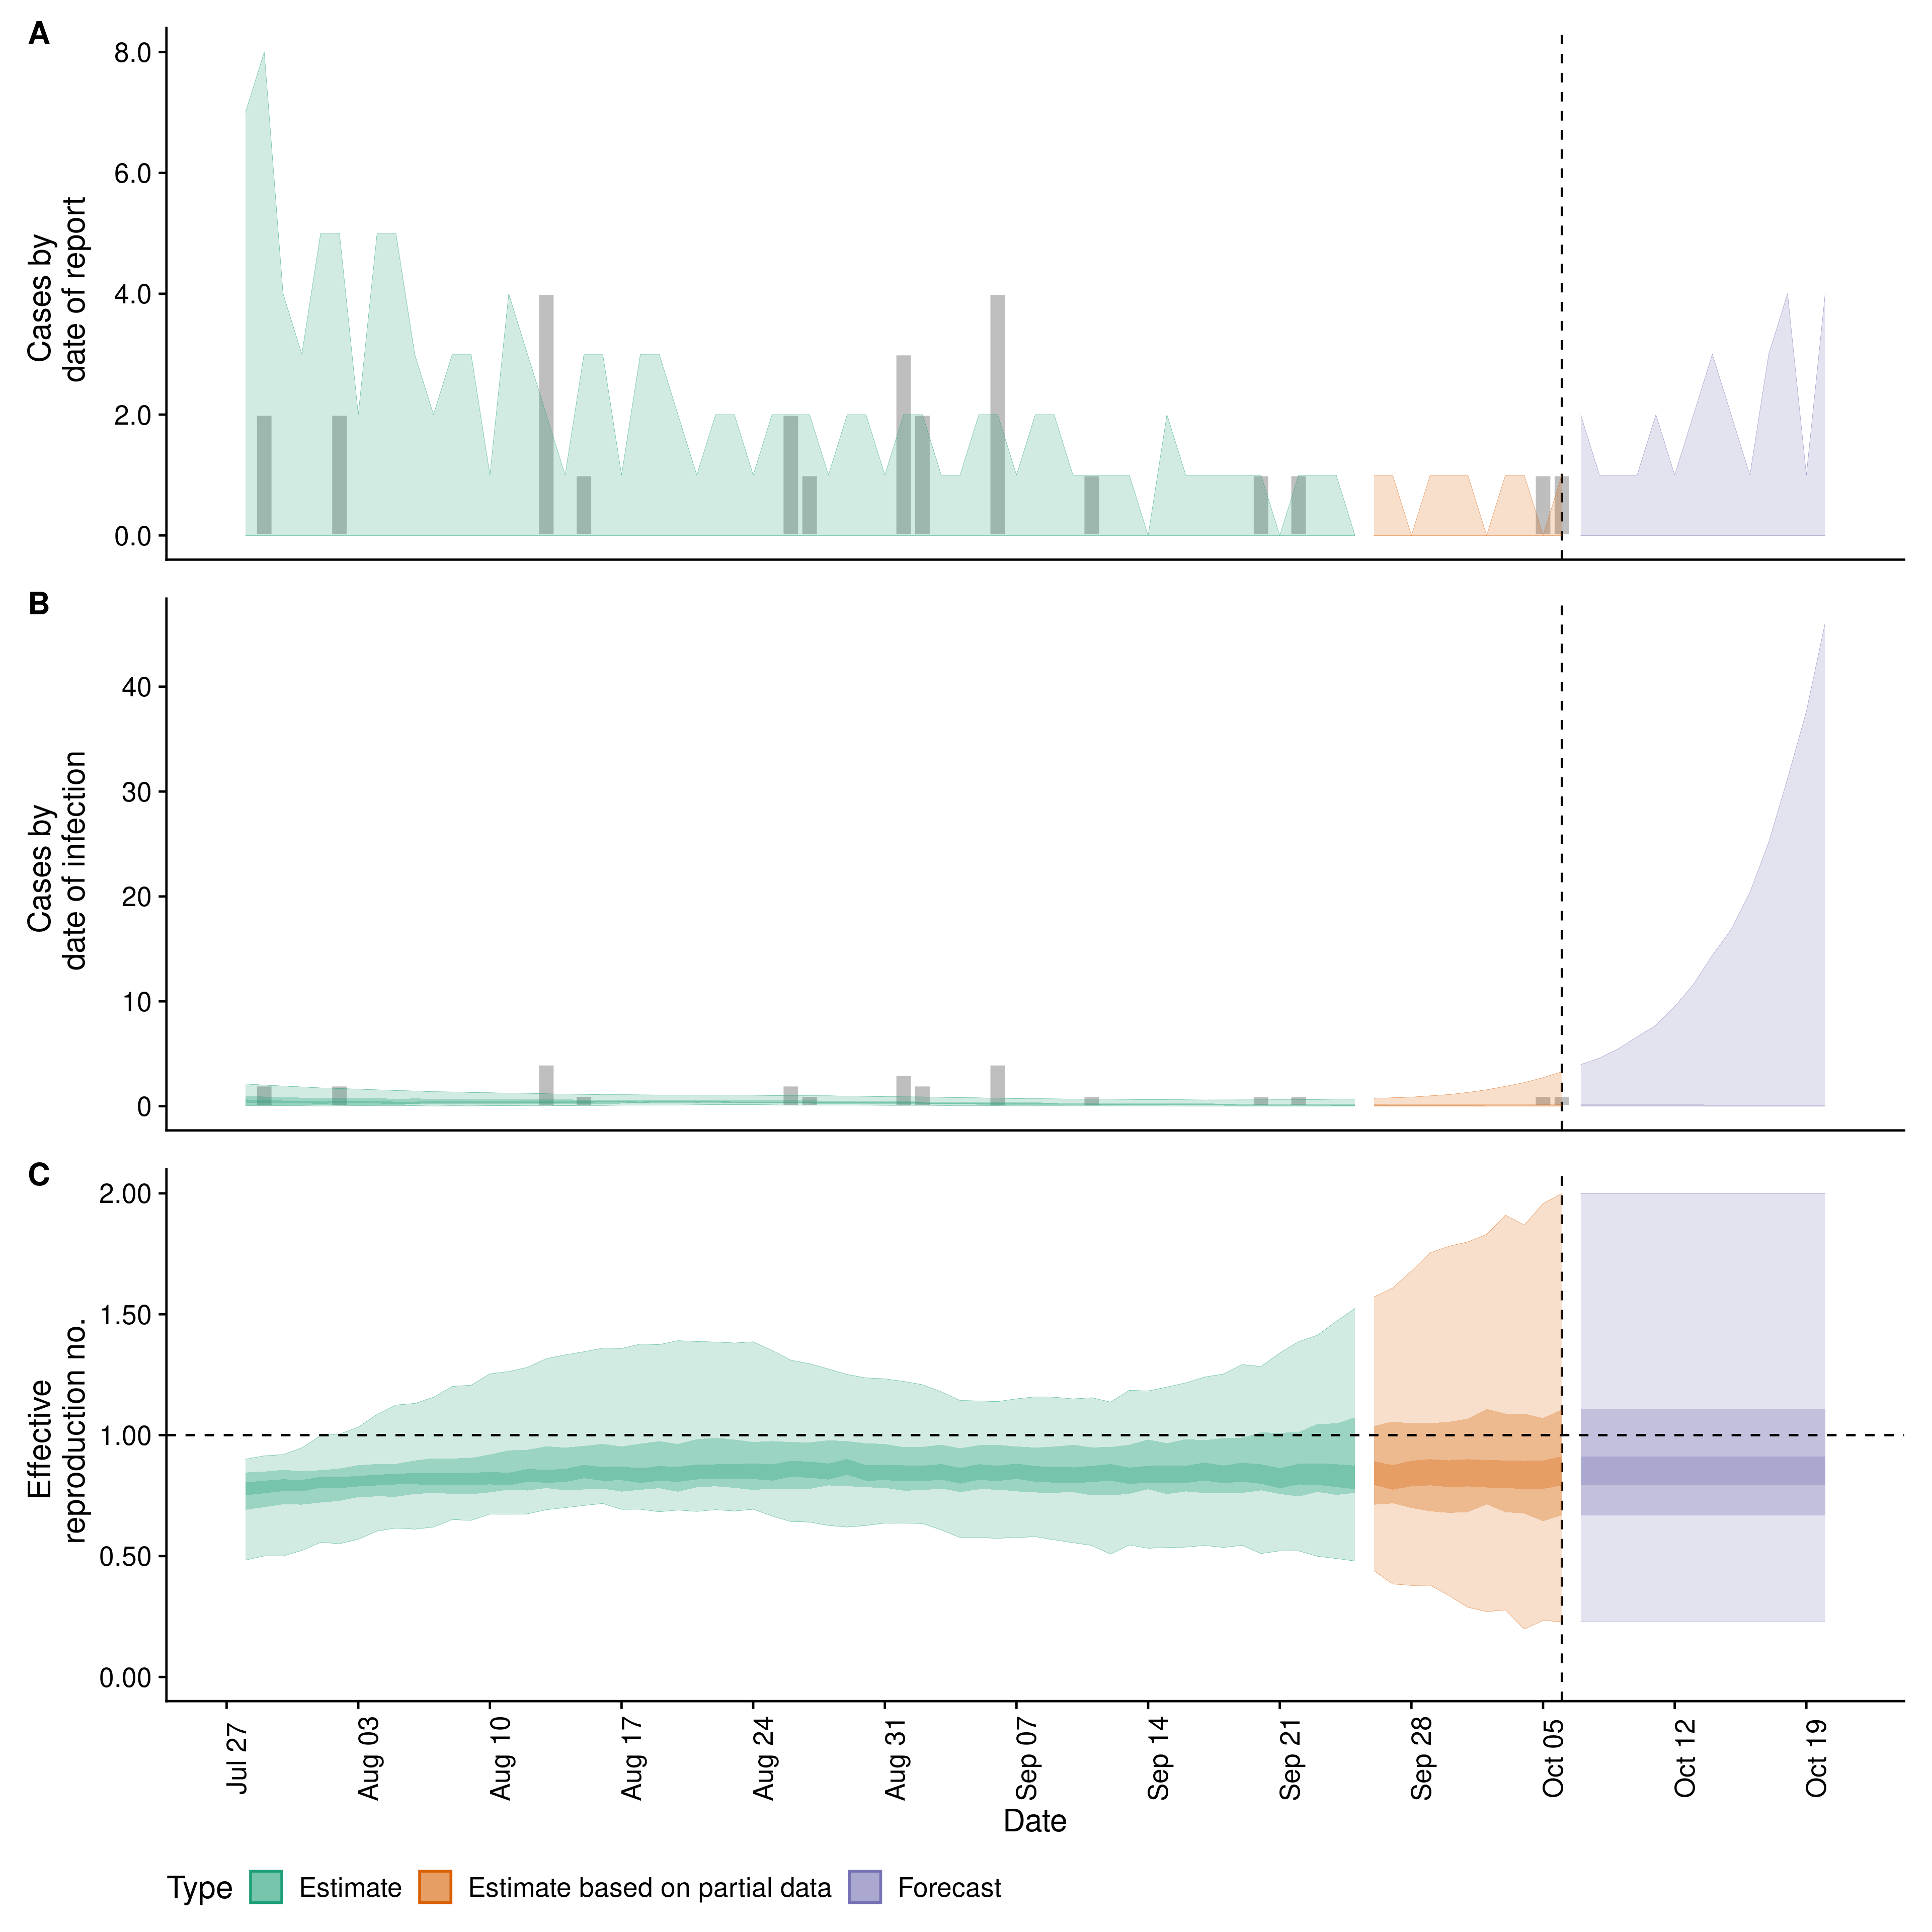 A
8.0
6.0
4.0
2.0
0.0
Cases by
date of report
B
40
30
20
10
0
Cases by
date of infection
C
2.00
1.50
1.00
0.50
0.00
Effective
reproduction no.
Jul 27
Aug 03
Aug 10
Aug 17
Aug 24
Aug 31
Sep 07
Sep 14
Sep 21
Sep 28
Oct 05
Oct 12
Oct 19
Date
Type Estimate Estimate based on partial data Forecast